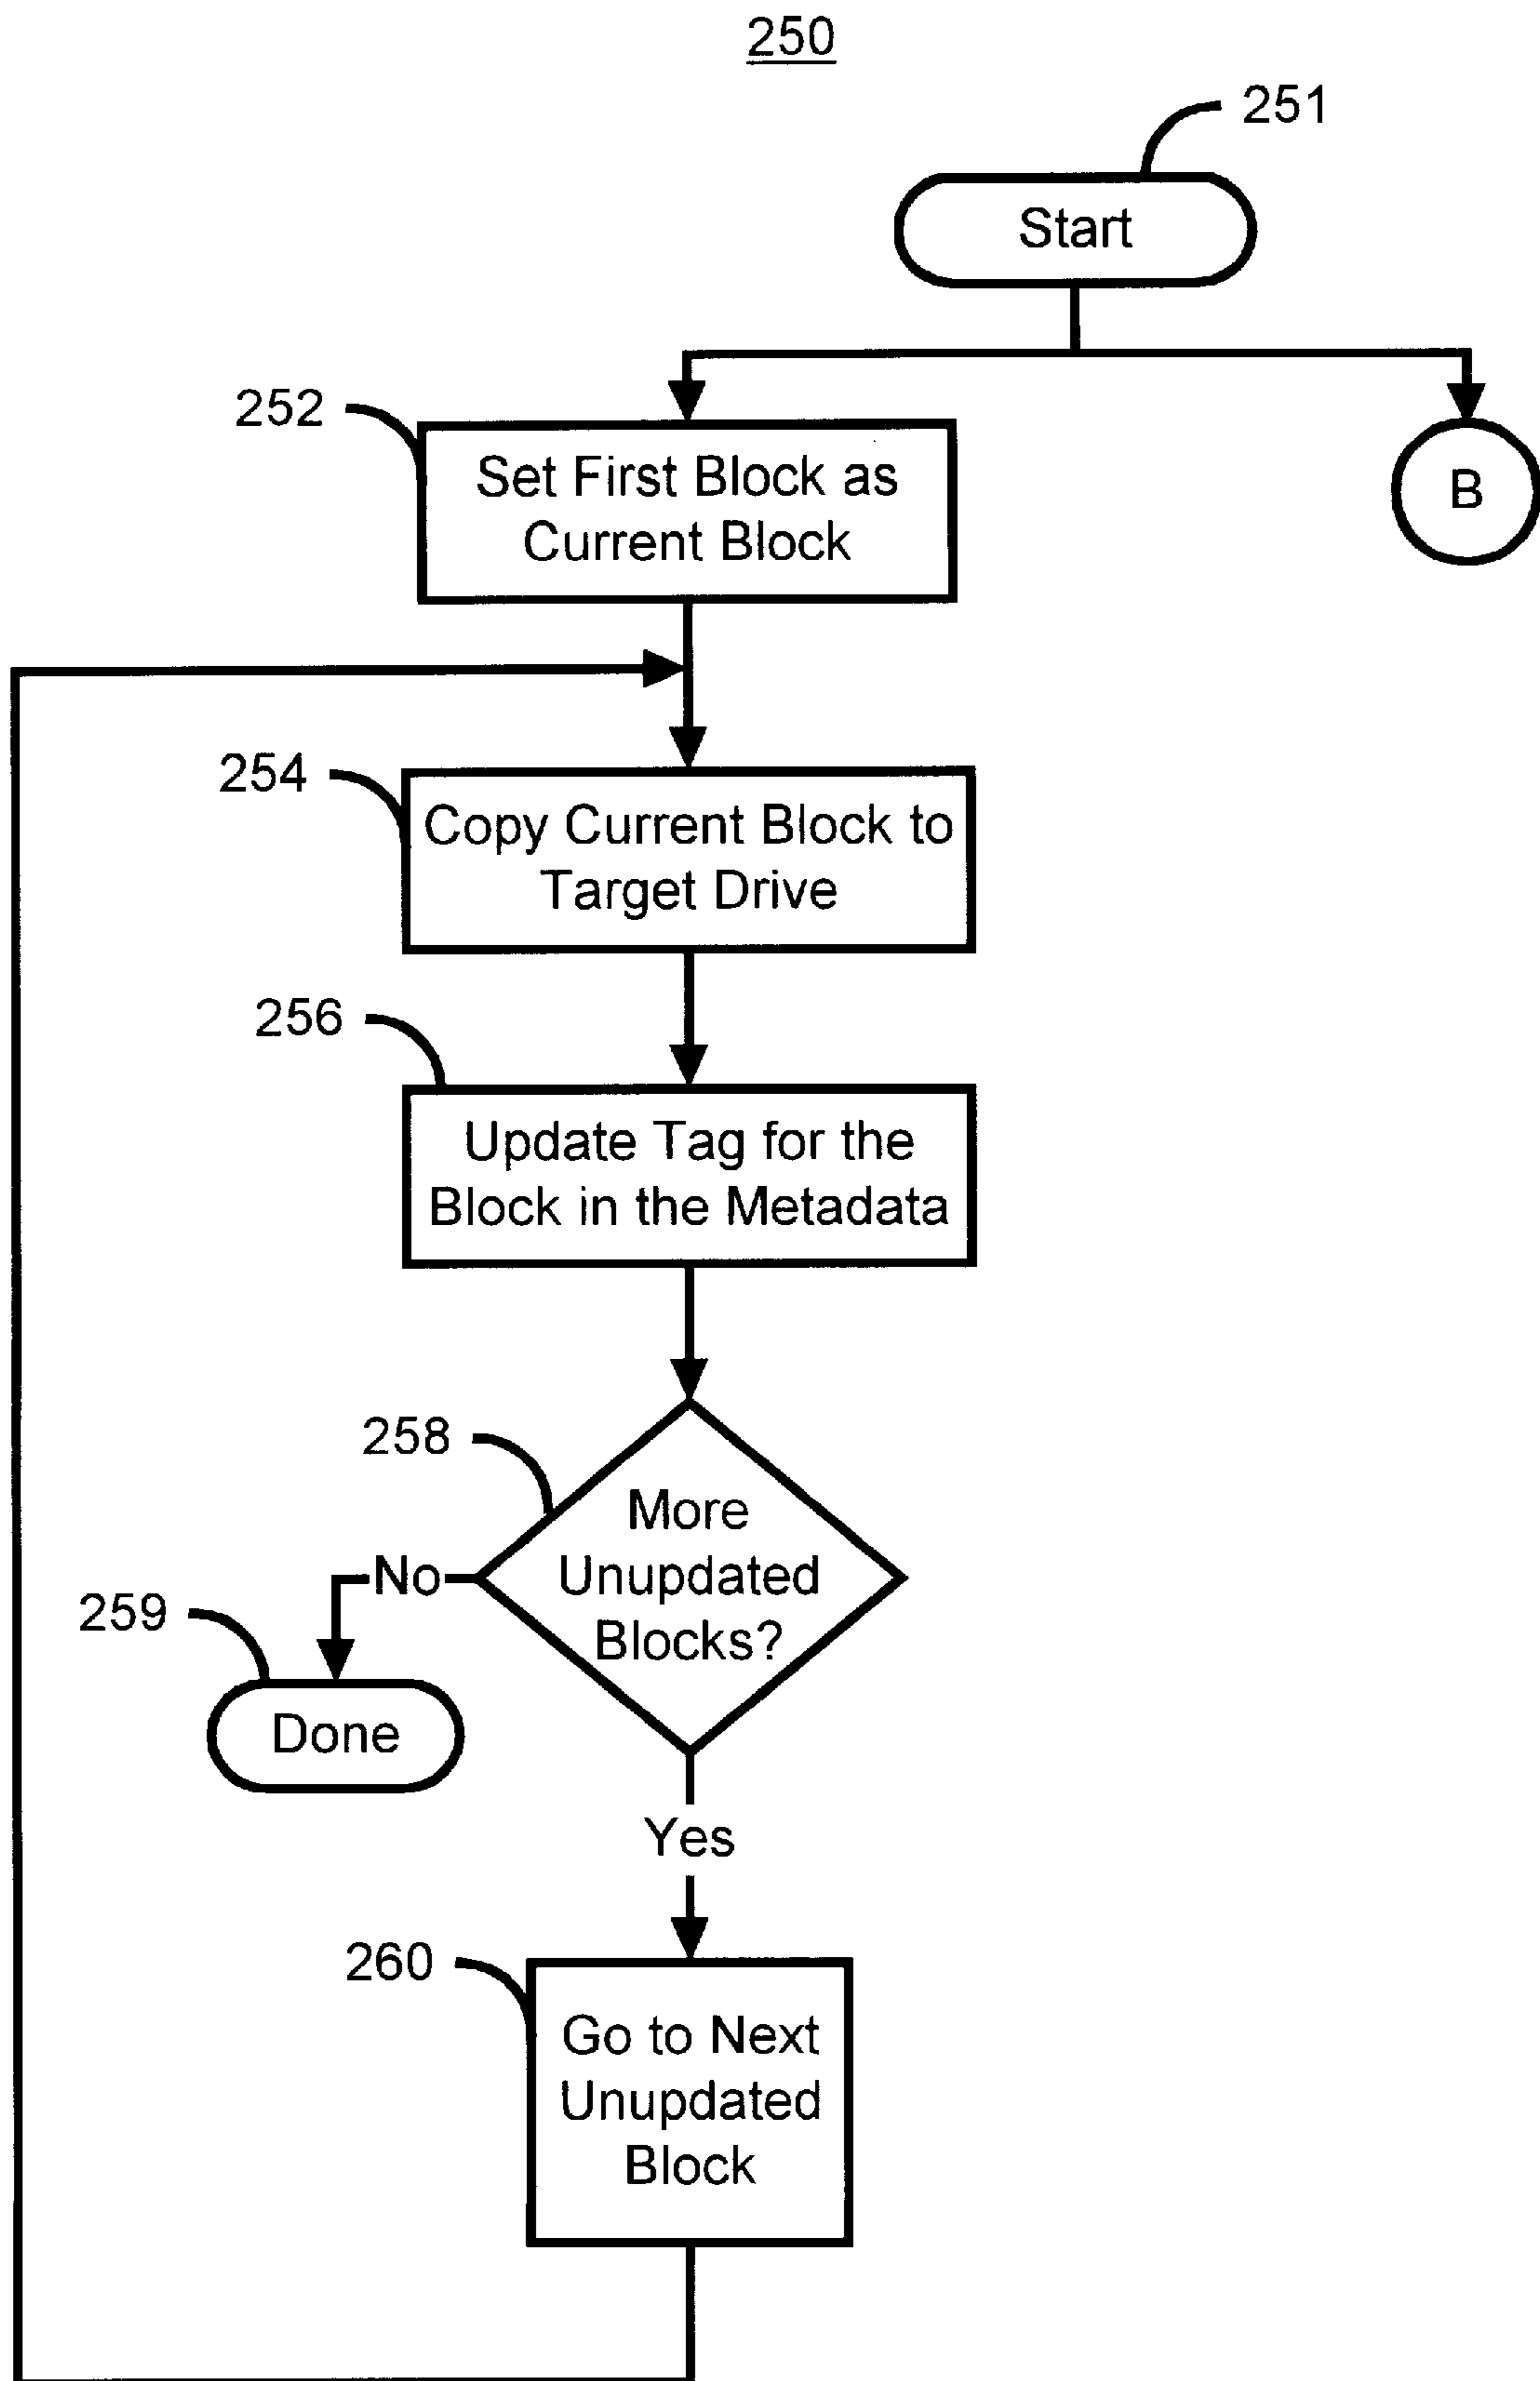 250
251
Start
252
Set First Block as
Current Block
B
254
Copy Current Block to
Target Drive
256
Update Tag for the
Block in the Metadata
258
More
Unupdated
Blocks?
No
259
Done
Yes
260
Go to Next
Unupdated
Block